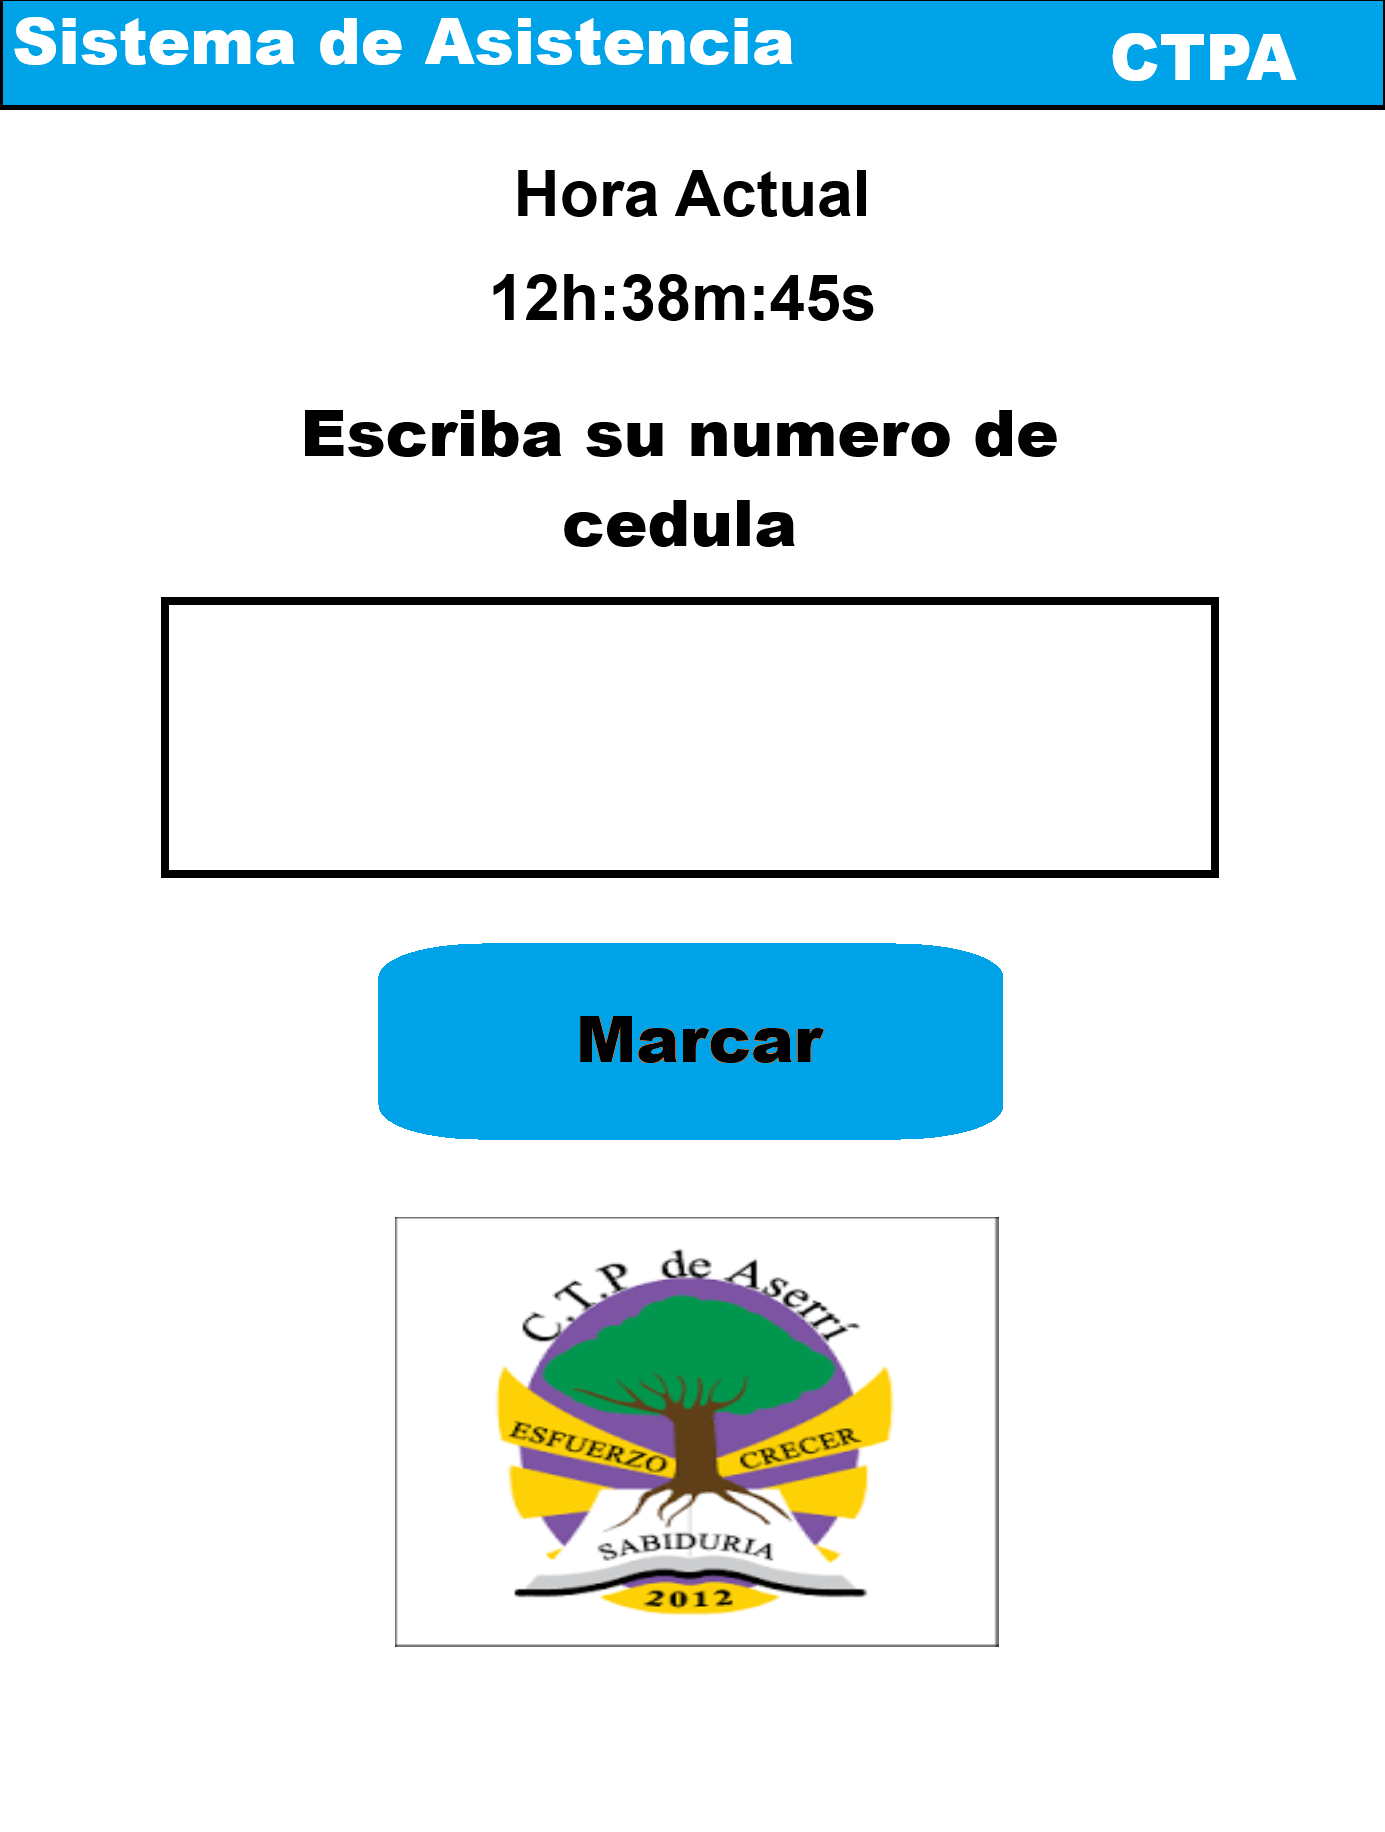 Sistema de Asistencia
CTPA
Hora Actual
12h:38m:45s
Escriba su numero de
cedula
Marcar
C.T.P de Aserrí
ESFUERZO
CRECER
SABIDURIA
2012